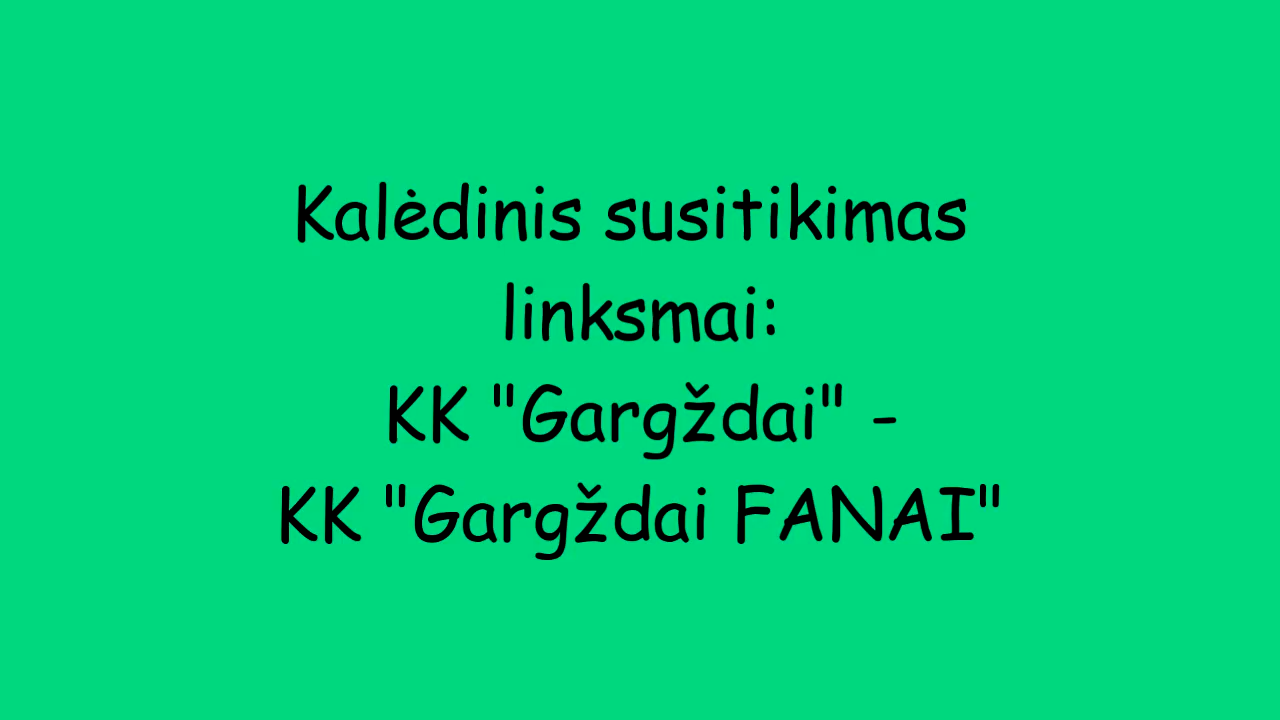 Kalėdinis susitikimas
linksmai:
KK "Gargždai" -
KK "Gargždai FANAI"